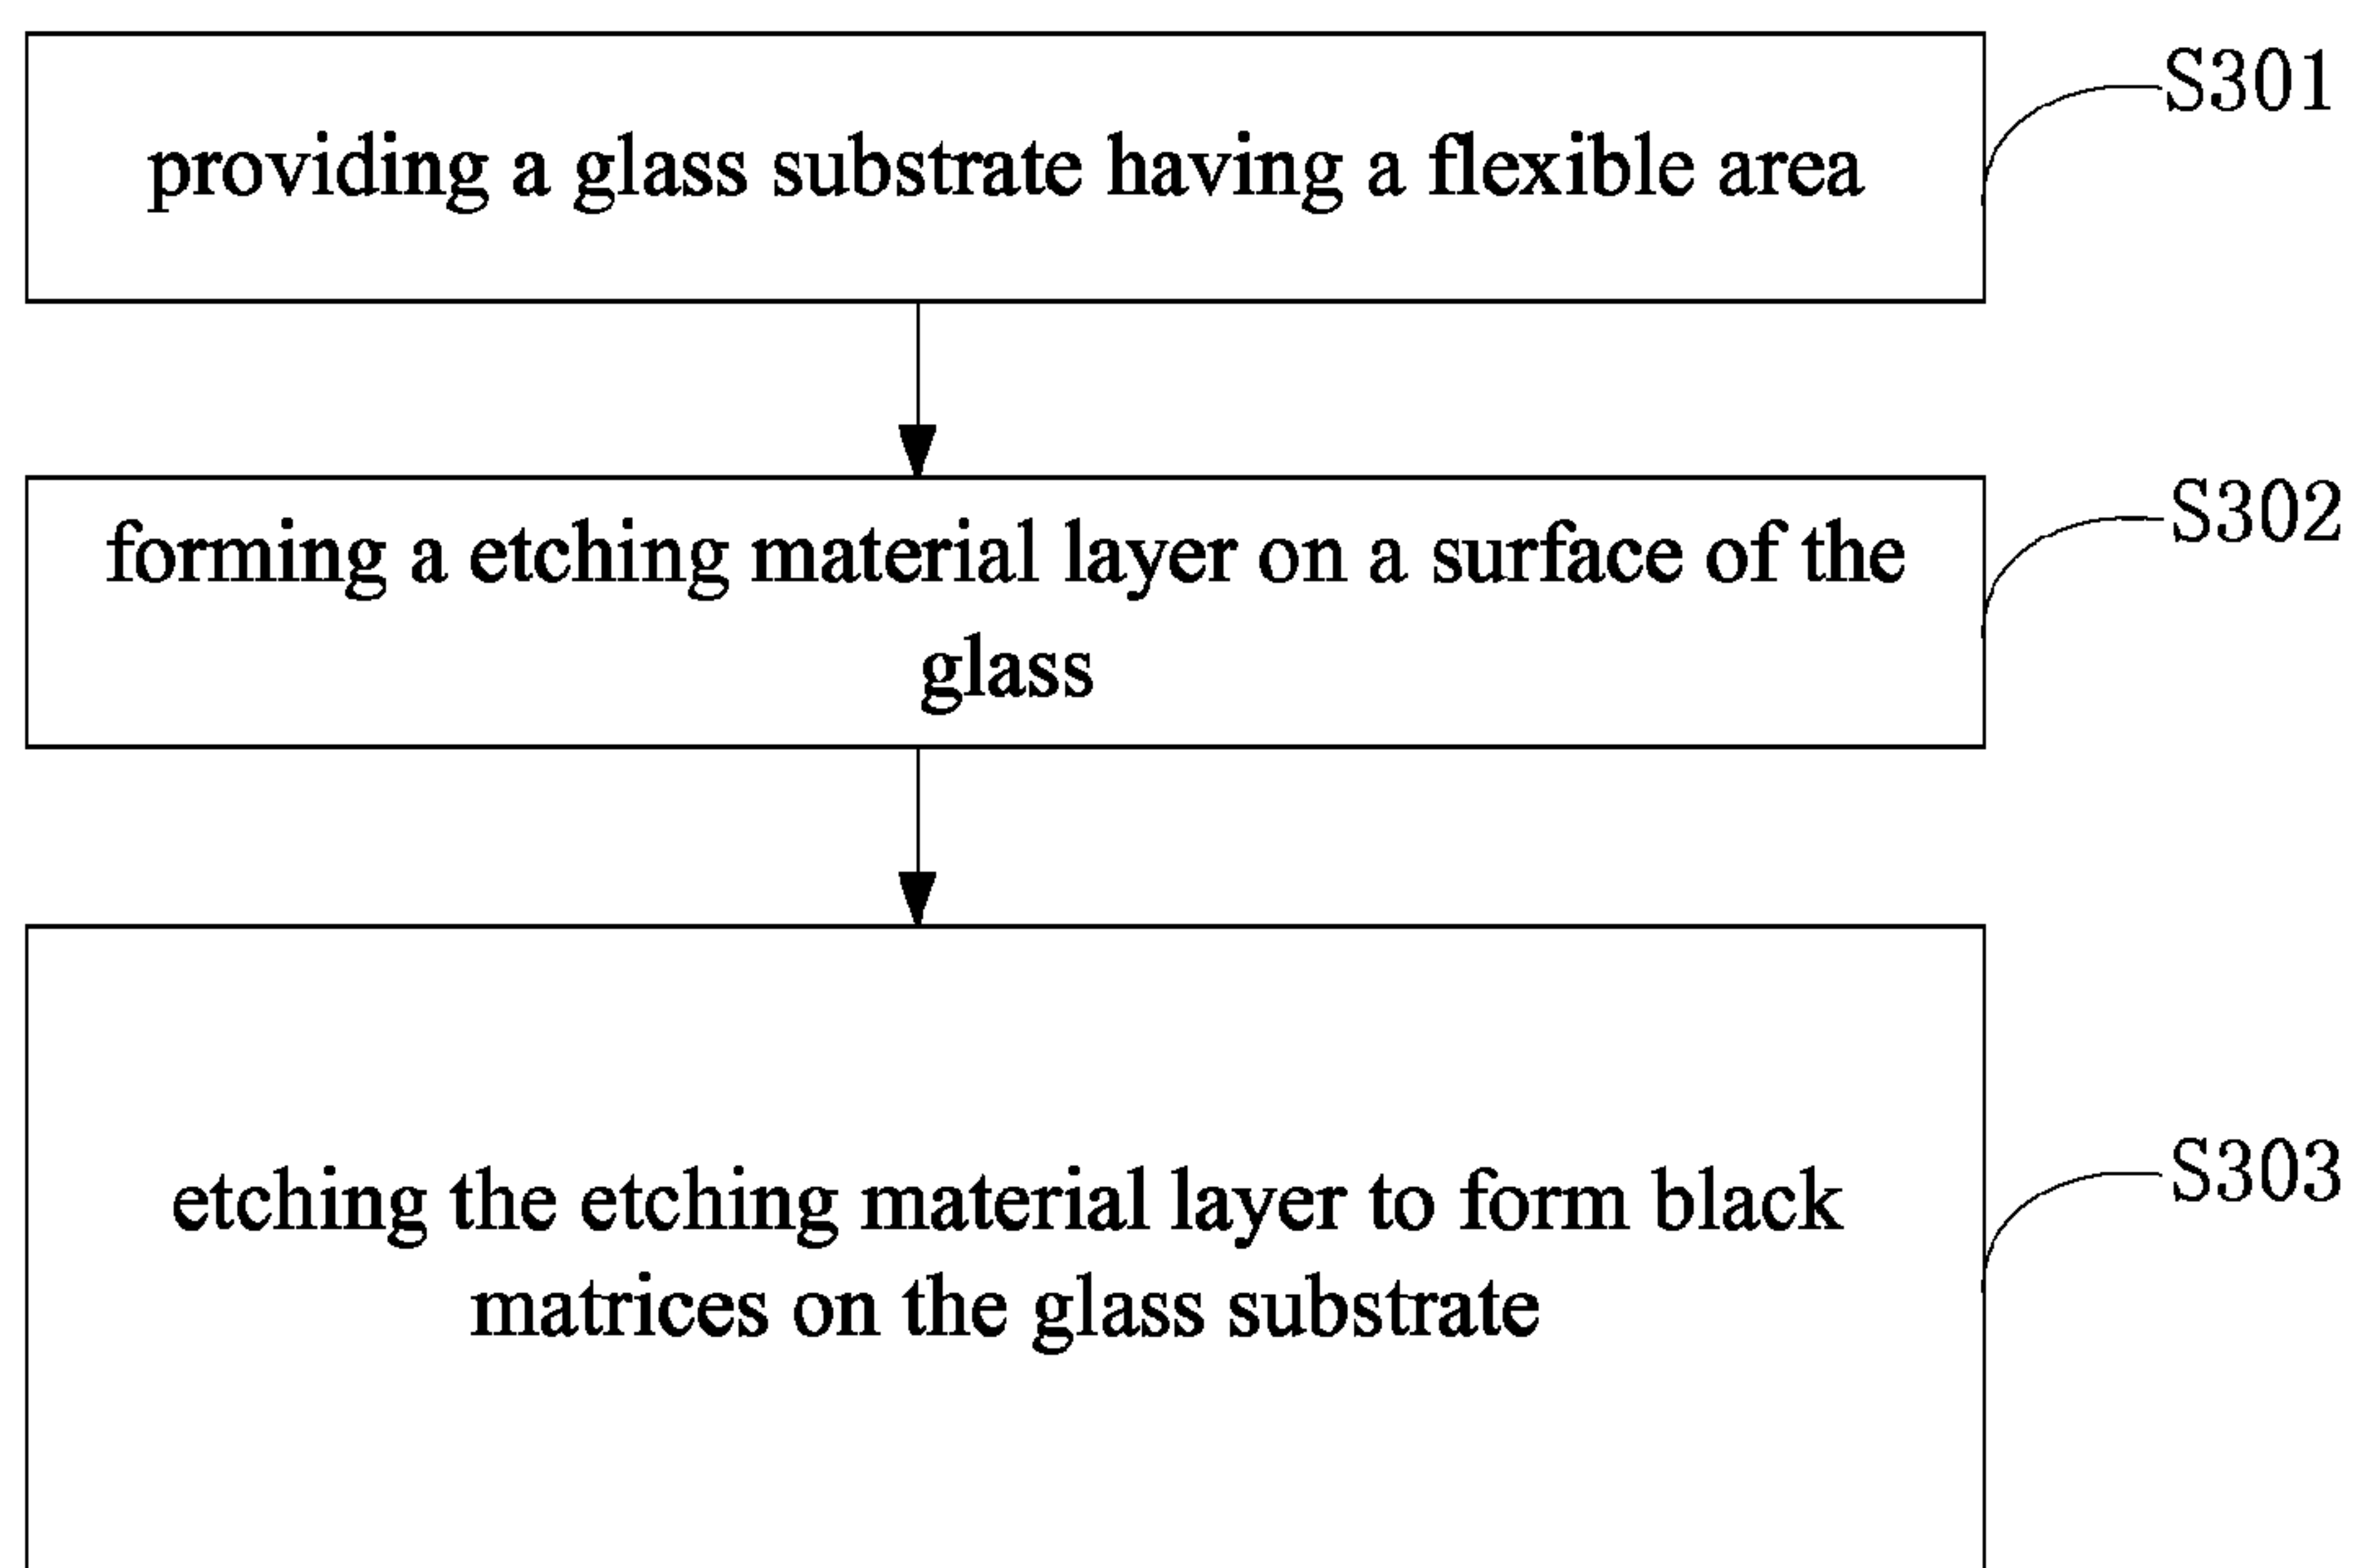 S301
providing a glass substrate having a flexible area
S302
forming a etching material layer on a surface of the
glass
S303
etching the etching material layer to form black
matrices on the glass substrate